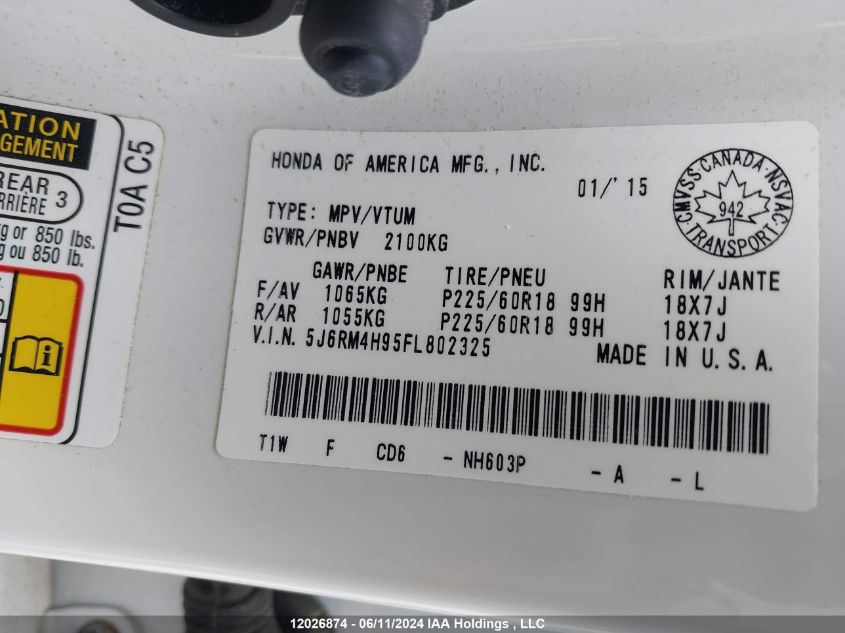 ATION
GEMENT
REAR
RRIÈRE 3
g or 850 lbs.
g ou 850 lb.
T0A C5
HONDA OF AMERICA MFG., INC.
01/'15
TYPE: MPV/VTUM
GVWR/PNBV 2100KG
GAWR/PNBE TIRE/PNEU RIM/JANTE
F/AV 1065KG P225/60R18 99H 18X7J
R/AR 1055KG P225/60R18 99H 18X7J
V.I.N. 5J6RM4H95FL802325 MADE IN U.S.A.
CMVSS·CANADA·NSVAC
942
·TRANSPORT·
T1W F CD6 - NH603P - A - L
12026874 - 06/11/2024 IAA Holdings , LLC